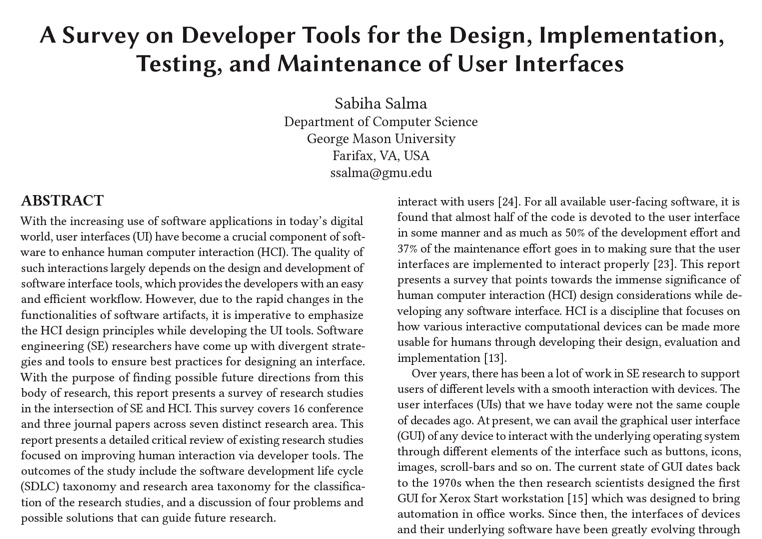 A Survey on Developer Tools for the Design, Implementation,
Testing, and Maintenance of User Interfaces
Sabiha Salma
Department of Computer Science
George Mason University
Farifax, VA, USA
ssalma@gmu.edu
ABSTRACT
With the increasing use of software applications in today's digital
world, user interfaces (UI) have become a crucial component of soft-
ware to enhance human computer interaction (HCI). The quality of
such interactions largely depends on the design and development of
software interface tools, which provides the developers with an easy
and efficient workflow. However, due to the rapid changes in the
functionalities of software artifacts, it is imperative to emphasize
the HCI design principles while developing the UI tools. Software
engineering (SE) researchers have come up with divergent strate-
gies and tools to ensure best practices for designing an interface.
With the purpose of finding possible future directions from this
body of research, this report presents a survey of research studies
in the intersection of SE and HCI. This survey covers 16 conference
and three journal papers across seven distinct research area. This
report presents a detailed critical review of existing research studies
focused on improving human interaction via developer tools. The
outcomes of the study include the software development life cycle
(SDLC) taxonomy and research area taxonomy for the classifica-
tion of the research studies, and a discussion of four problems and
possible solutions that can guide future research.
interact with users [24]. For all available user-facing software, it is
found that almost half of the code is devoted to the user interface
in some manner and as much as 50% of the development effort and
37% of the maintenance effort goes in to making sure that the user
interfaces are implemented to interact properly [23]. This report
presents a survey that points towards the immense significance of
human computer interaction (HCI) design considerations while de-
veloping any software interface. HCI is a discipline that focuses on
how various interactive computational devices can be made more
usable for humans through developing their design, evaluation and
implementation [13].
Over years, there has been a lot of work in SE research to support
users of different levels with a smooth interaction with devices. The
user interfaces (UIs) that we have today were not the same couple
of decades ago. At present, we can avail the graphical user interface
(GUI) of any device to interact with the underlying operating system
through different elements of the interface such as buttons, icons,
images, scroll-bars and so on. The current state of GUI dates back
to the 1970s when the then research scientists designed the first
GUI for Xerox Start workstation [15] which was designed to bring
automation in office works. Since then, the interfaces of devices
and their underlying software have been greatly evolving through